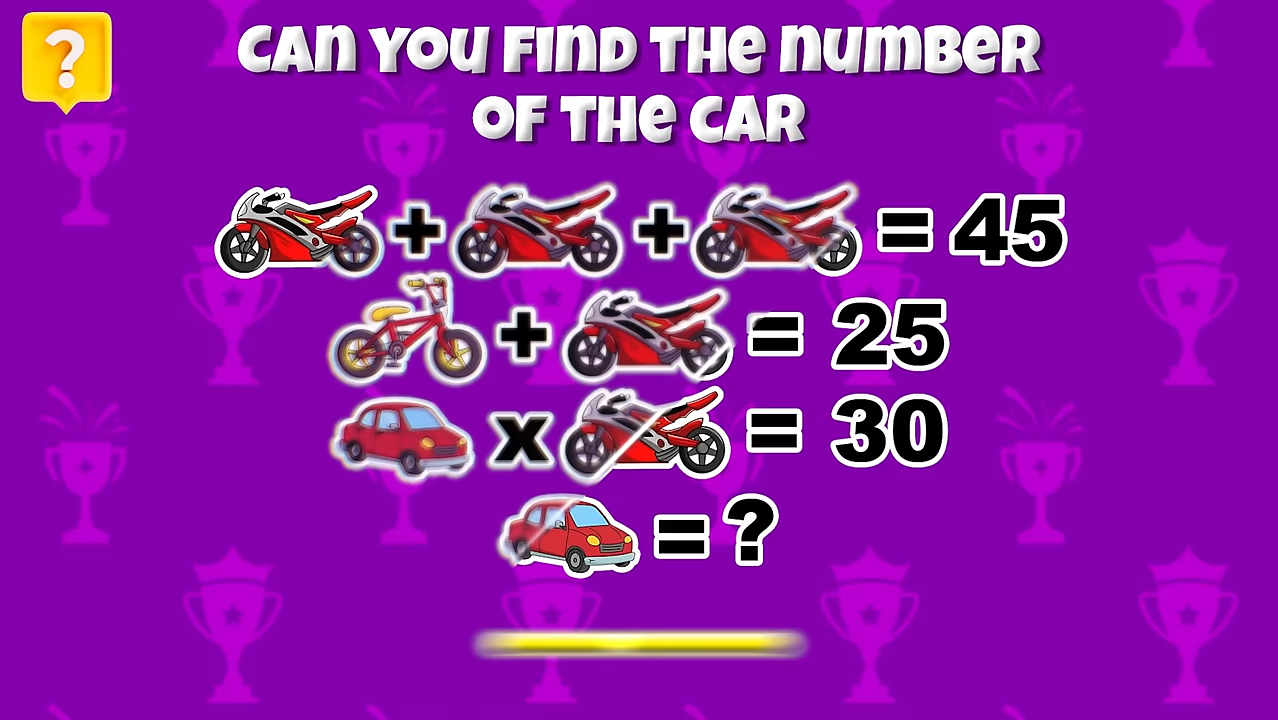 ?
Can you find the number
of the car
+ + = 45
+ = 25
x = 30
= ?